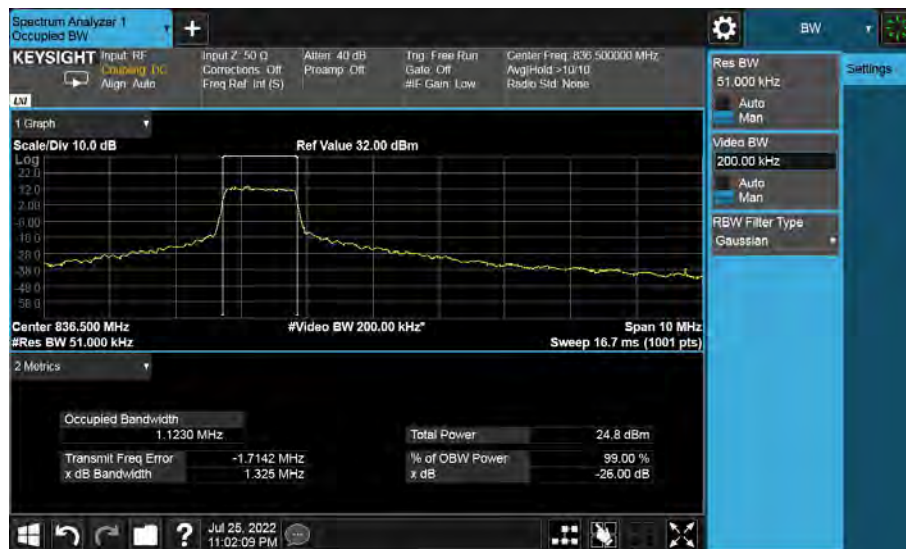 Spectrum Analyzer 1
Occupied BW
+
BW
KEYSIGHT
Input: RF
Coupling: DC
Align: Auto
Input Z: 50 Ω
Corrections: Off
Freq Ref: Int (S)
Atten: 40 dB
Preamp: Off
Trig: Free Run
Gate: Off
#IF Gain: Low
Center Freq: 836.500000 MHz
Avg|Hold: >10/10
Radio Std: None
LXI
Res BW
51.000 kHz
Auto
Man
Settings
1 Graph
Scale/Div 10.0 dB
Ref Value 32.00 dBm
Video BW
200.00 kHz
Auto
Man
RBW Filter Type
Gaussian
Log
22.0
12.0
2.00
-8.00
-18.0
-28.0
-38.0
-48.0
-58.0
Center 836.500 MHz
#Video BW 200.00 kHz*
Span 10 MHz
#Res BW 51.000 kHz
Sweep 16.7 ms (1001 pts)
2 Metrics
Occupied Bandwidth
1.1230 MHz
Total Power
24.8 dBm
Transmit Freq Error
-1.7142 MHz
% of OBW Power
99.00 %
x dB Bandwidth
1.325 MHz
x dB
-26.00 dB
?
Jul 25, 2022
11:02:09 PM